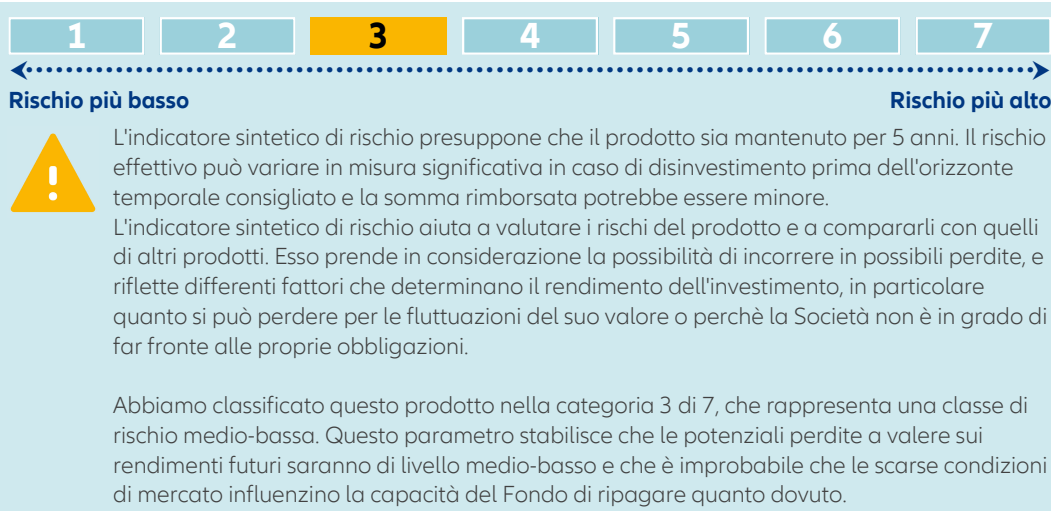 1 2 3 4 5 6 7
Rischio più basso Rischio più alto
L'indicatore sintetico di rischio presuppone che il prodotto sia mantenuto per 5 anni. Il rischio
effettivo può variare in misura significativa in caso di disinvestimento prima dell'orizzonte
temporale consigliato e la somma rimborsata potrebbe essere minore.
L'indicatore sintetico di rischio aiuta a valutare i rischi del prodotto e a compararli con quelli
di altri prodotti. Esso prende in considerazione la possibilità di incorrere in possibili perdite, e
riflette differenti fattori che determinano il rendimento dell'investimento, in particolare
quanto si può perdere per le fluttuazioni del suo valore o perchè la Società non è in grado di
far fronte alle proprie obbligazioni.
Abbiamo classificato questo prodotto nella categoria 3 di 7, che rappresenta una classe di
rischio medio-bassa. Questo parametro stabilisce che le potenziali perdite a valere sui
rendimenti futuri saranno di livello medio-basso e che è improbabile che le scarse condizioni
di mercato influenzino la capacità del Fondo di ripagare quanto dovuto.